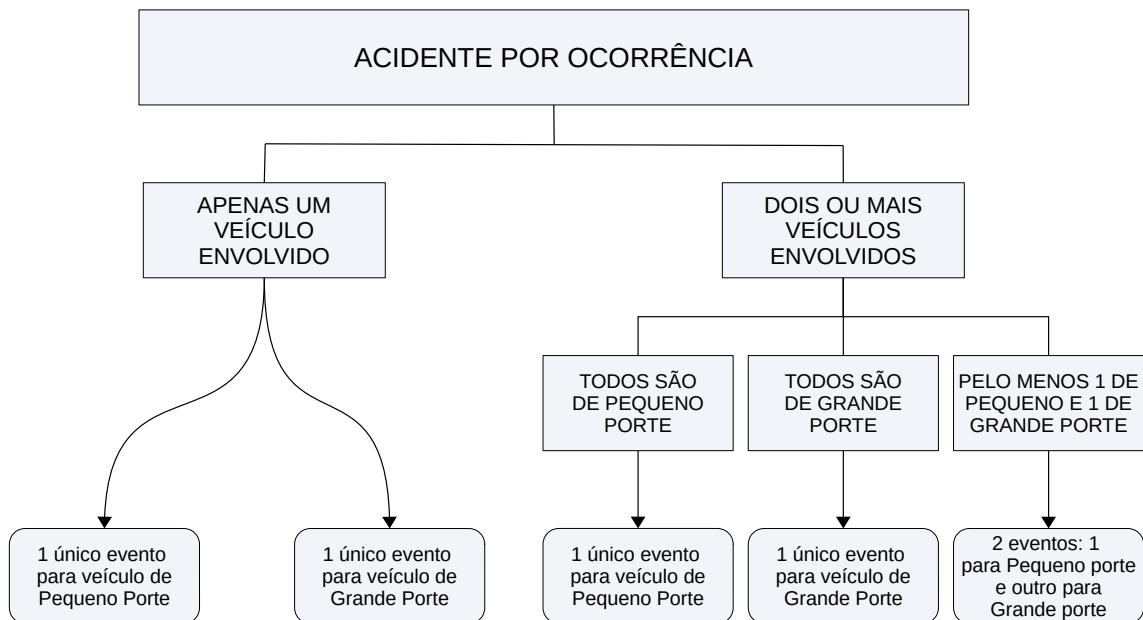 ACIDENTE POR OCORRÊNCIA
APENAS UM
VEÍCULO
ENVOLVIDO
DOIS OU MAIS
VEÍCULOS
ENVOLVIDOS
TODOS SÃO
DE PEQUENO
PORTE
TODOS SÃO
DE GRANDE
PORTE
PELO MENOS 1 DE
PEQUENO E 1 DE
GRANDE PORTE
1 único evento
para veículo de
Pequeno Porte
1 único evento
para veículo de
Grande Porte
1 único evento
para veículo de
Pequeno Porte
1 único evento
para veículo de
Grande Porte
2 eventos: 1
para Pequeno porte
e outro para
Grande porte